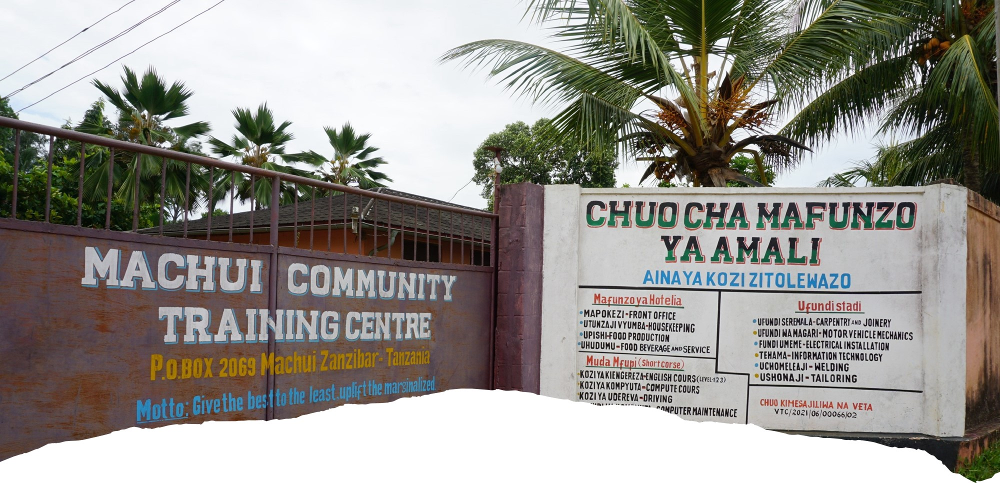 MACHUI COMMUNITY
TRAINING CENTRE
P.O.BOX 2069 Machui Zanzibar - Tanzania
Motto: Give the best to the least, uplift the marginalized.
CHUO CHA MAFUNZO
YA AMALI
AINA YA KOZI ZITOLEWAZO
Mafunzo ya Hotelia
• MAPOKEZI - FRONT OFFICE
• UTUNZAJI VYUMBA - HOUSEKEEPING
• UPISHI - FOOD PRODUCTION
• UHUDUMU - FOOD BEVERAGE AND SERVICE
Muda Mfupi (Short corse)
KOZI YA KIENGEREZA - ENGLISH COURS (LEVEL-123)
KOZI YA KOMPYUTA - COMPUTE COURS
KOZI YA UDEREVA - DRIVING
COMPUTER MAINTENANCE
Ufundi stadi
• UFUNDI SEREMALA - CARPENTRY AND JOINERY
• UFUNDI WA MAGARI - MOTOR VEHICLE MECHANICS
• FUNDI UMEME - ELECTRICAL INSTALLATION
• TEHAMA - INFORMATION TECHNOLOGY
• UCHOMELEAJI - WELDING
• USHONAJI - TAILORING
CHUO KIMESAJILIWA NA VETA
VTC/2021/06/00066/02